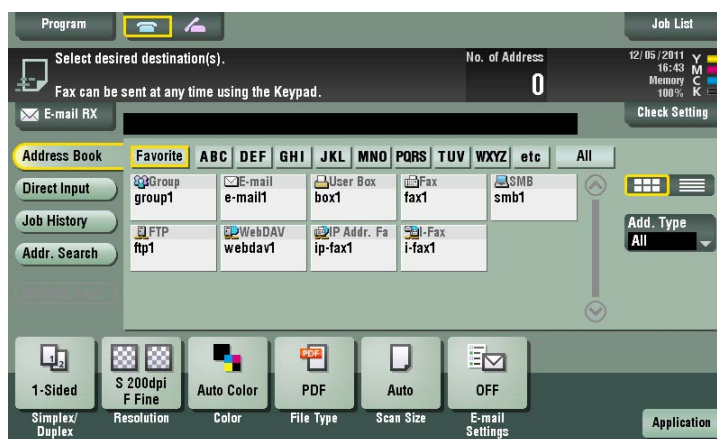 Program
Job List
Select desired destination(s).
No. of Address
12/05/2011
Y
16:43
M
Fax can be sent at any time using the Keypad.
0
Memory
C
100%
K
E-mail RX
Check Setting
Address Book
Favorite ABC DEF GHI JKL MNO PQRS TUV WXYZ etc All
Direct Input
Group E-mail User Box Fax SMB
group1 e-mail1 box1 fax1 smb1
Job History
Add. Type
All
FTP WebDAV IP Addr. Fa I-Fax
ftp1 webdav1 ip-fax1 i-fax1
Addr. Search
1 2
PDF
1-Sided
S 200dpi
F Fine
Auto Color
PDF
Auto
OFF
Simplex/
Duplex
Resolution
Color
File Type
Scan Size
E-mail
Settings
Application